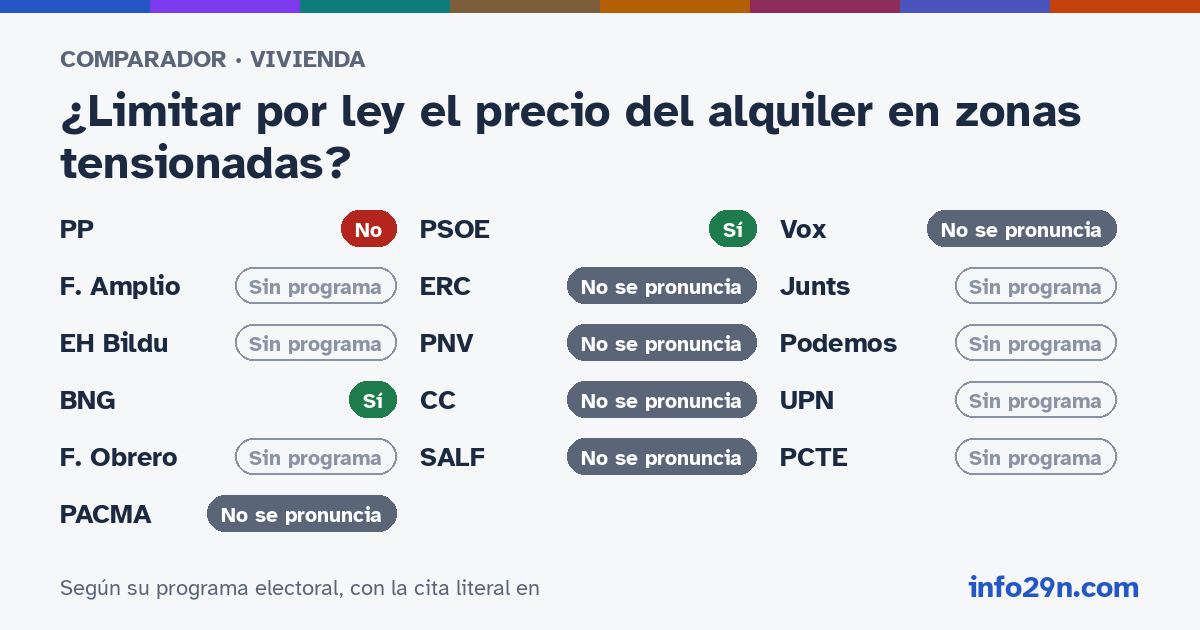 COMPARADOR · VIVIENDA
¿Limitar por ley el precio del alquiler en zonas
tensionadas?
PP No PSOE Sí Vox No se pronuncia
F. Amplio Sin programa ERC No se pronuncia Junts Sin programa
EH Bildu Sin programa PNV No se pronuncia Podemos Sin programa
BNG Sí CC No se pronuncia UPN Sin programa
F. Obrero Sin programa SALF No se pronuncia PCTE Sin programa
PACMA No se pronuncia
Según su programa electoral, con la cita literal en info29n.com